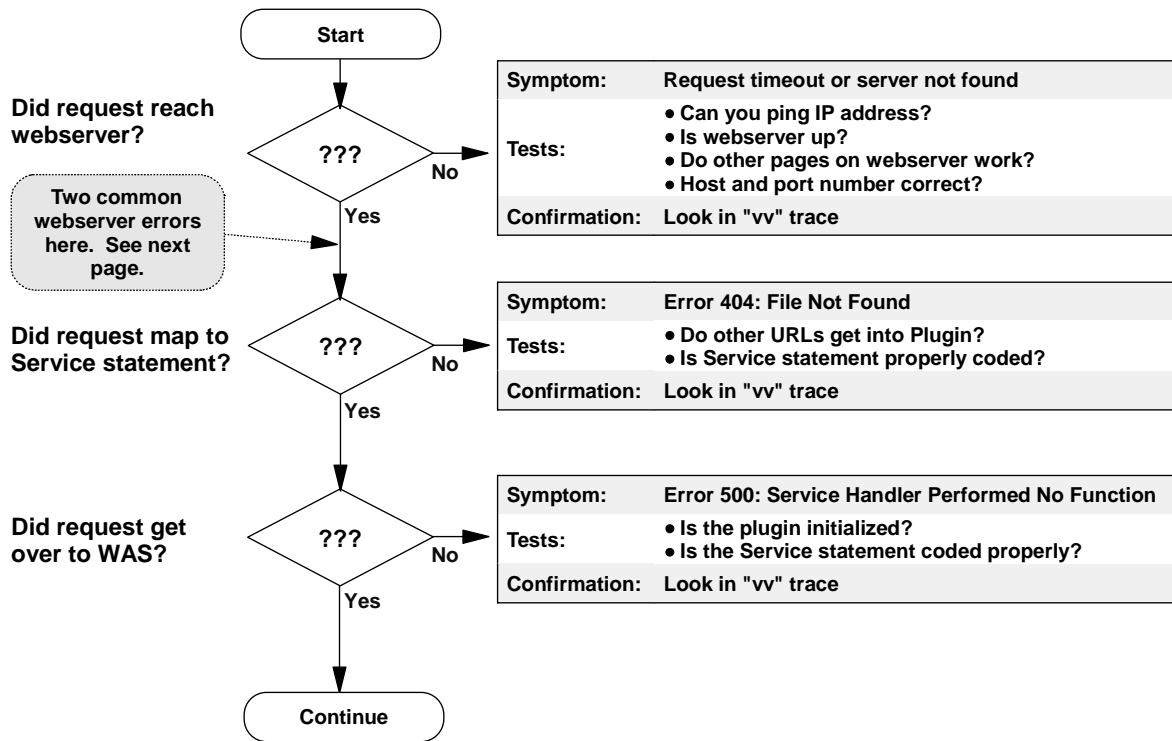 Start
Did request reach
webserver?
???
No
Yes
Symptom: Request timeout or server not found
Tests:
● Can you ping IP address?
● Is webserver up?
● Do other pages on webserver work?
● Host and port number correct?
Confirmation: Look in "vv" trace
Two common
webserver errors
here. See next
page.
Did request map to
Service statement?
???
No
Yes
Symptom: Error 404: File Not Found
Tests:
● Do other URLs get into Plugin?
● Is Service statement properly coded?
Confirmation: Look in "vv" trace
Did request get
over to WAS?
???
No
Yes
Symptom: Error 500: Service Handler Performed No Function
Tests:
● Is the plugin initialized?
● Is the Service statement coded properly?
Confirmation: Look in "vv" trace
Continue